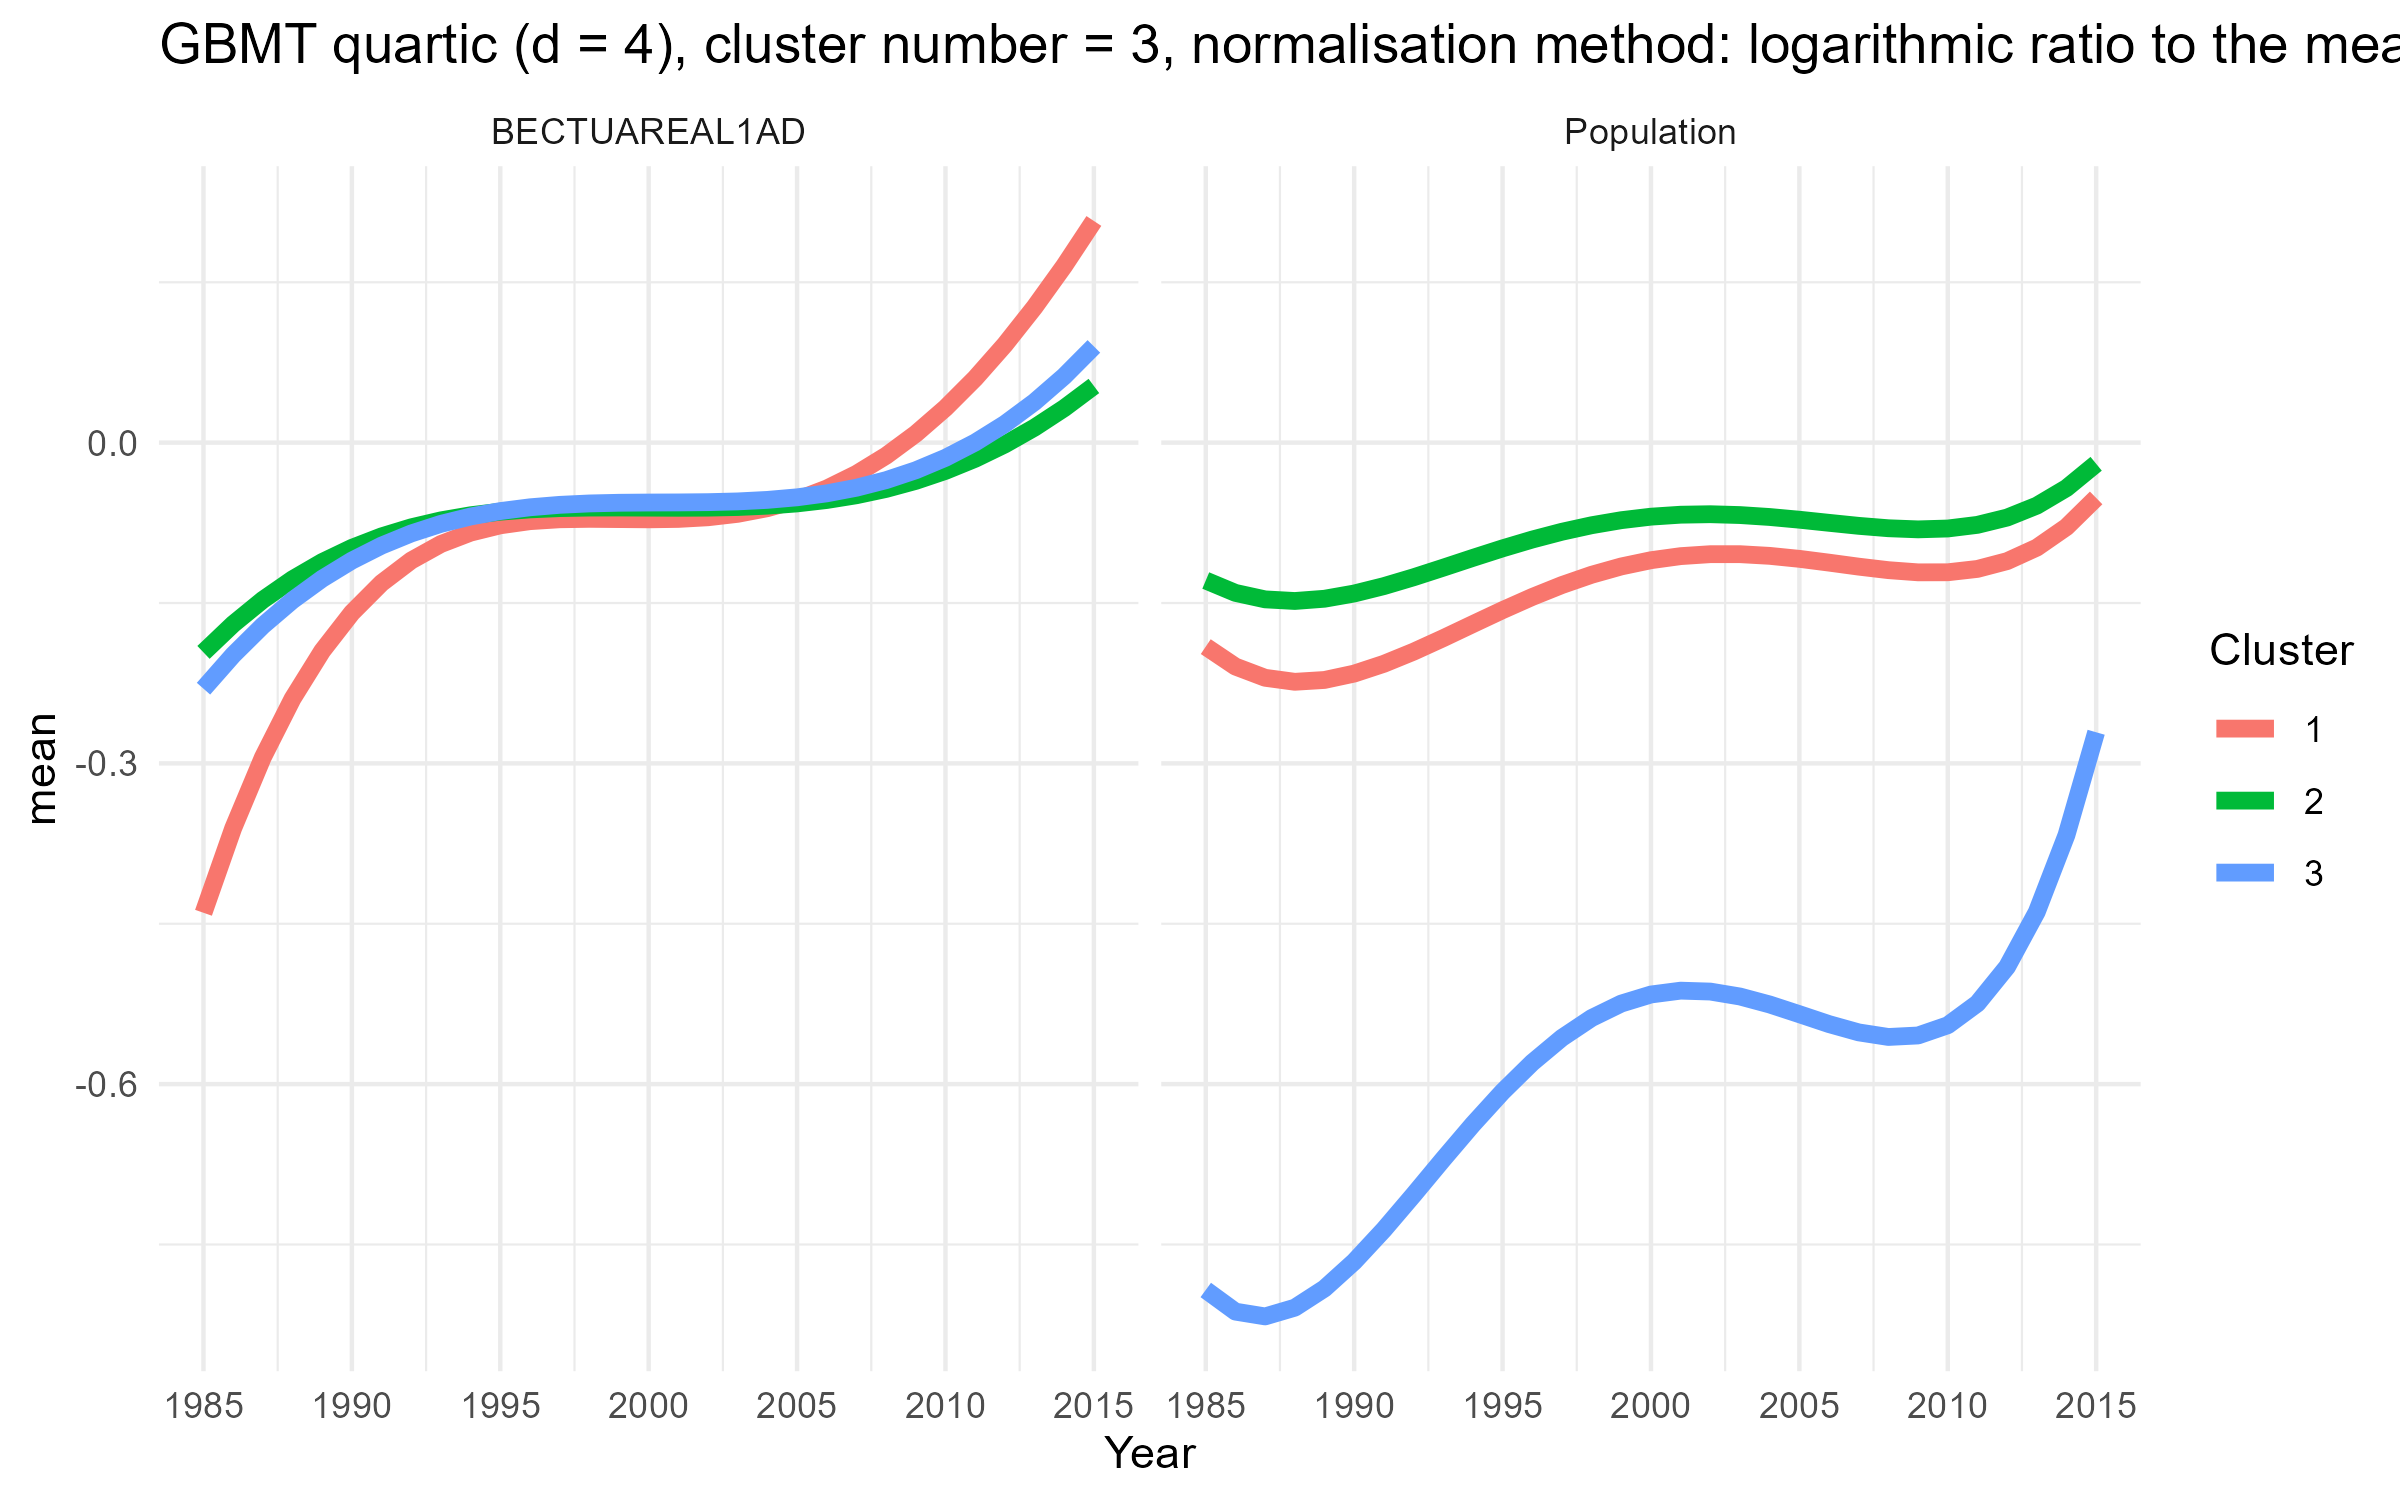 GBMT quartic (d = 4), cluster number = 3, normalisation method: logarithmic ratio to the mea
BECTUAREAL1AD
Population
0.0
-0.3
-0.6
mean
1985 1990 1995 2000 2005 2010 2015
1985 1990 1995 2000 2005 2010 2015
Year
Cluster
1
2
3